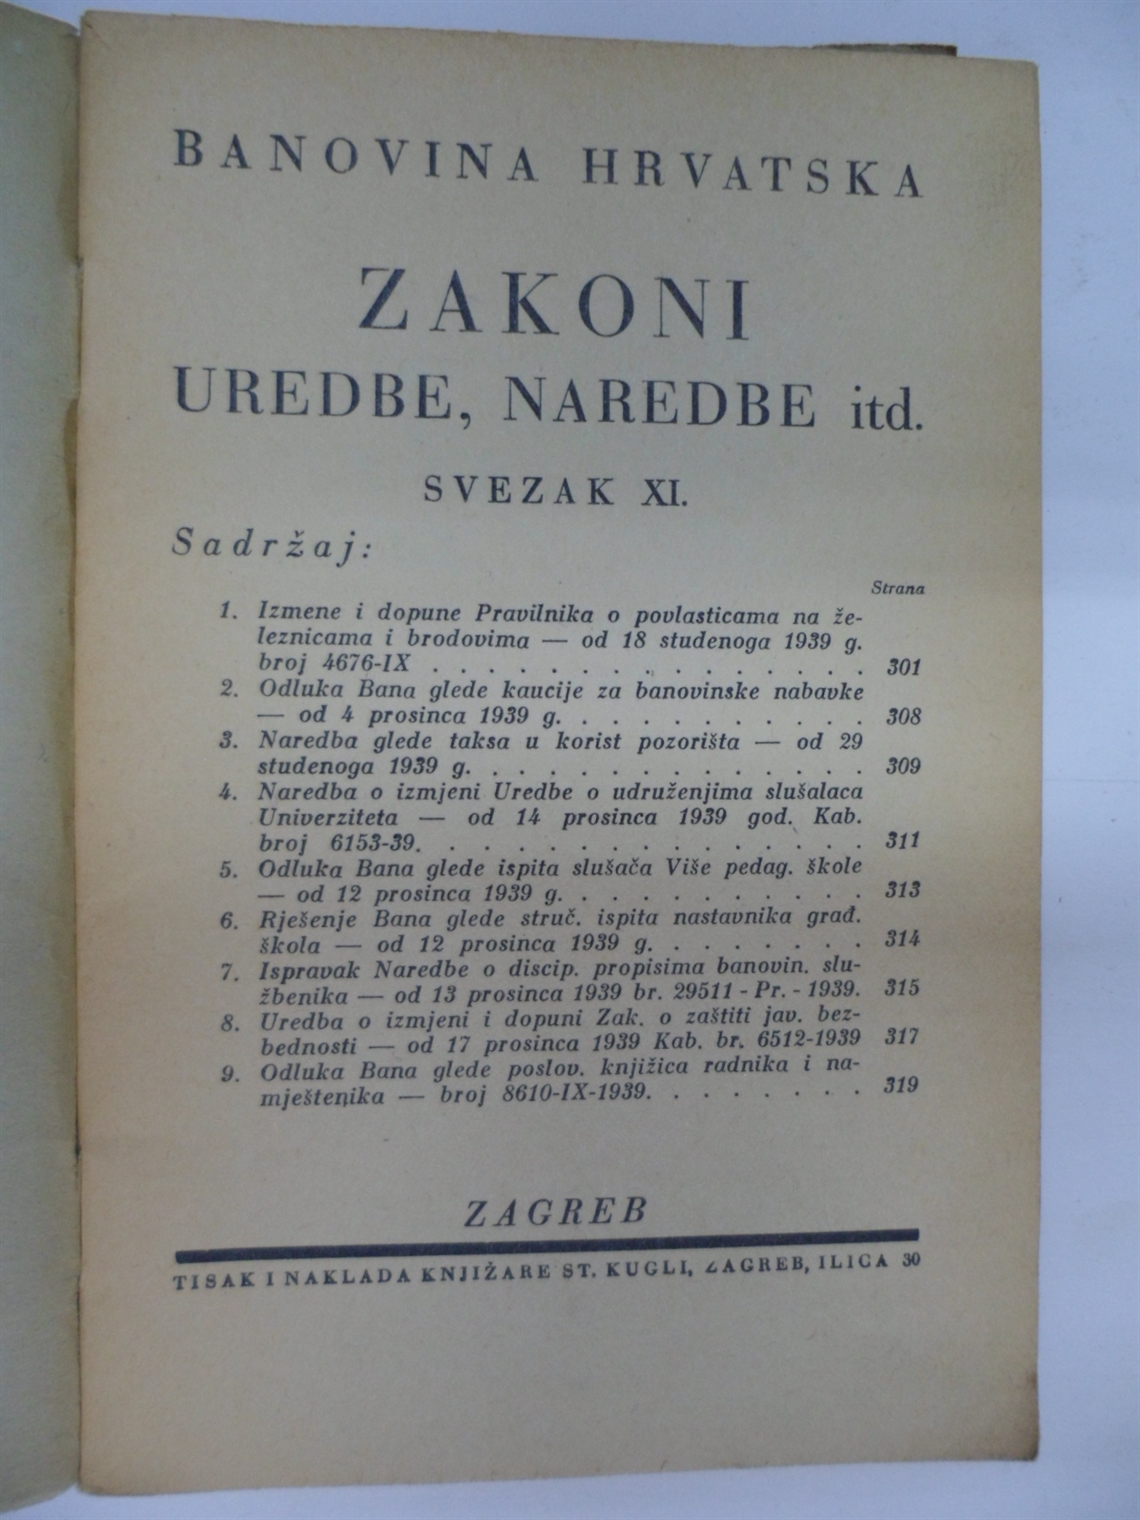 BANOVINA HRVATSKA
ZAKONI
UREDBE, NAREDBE itd.
SVEZAK XI.
Sadržaj:
Strana
1. Izmene i dopune Pravilnika o povlasticama na že-
leznicama i brodovima — od 18 studenoga 1939 g.
broj 4676-IX . . . . . . . . . . . . . . . . 301
2. Odluka Bana glede kaucije za banovinske nabavke
— od 4 prosinca 1939 g. . . . . . . . . . . . 308
3. Naredba glede taksa u korist pozorišta — od 29
studenoga 1939 g. . . . . . . . . . . . . . . 309
4. Naredba o izmjeni Uredbe o udruženjima slušalaca
Univerziteta — od 14 prosinca 1939 god. Kab.
broj 6153-39. . . . . . . . . . . . . . . . 311
5. Odluka Bana glede ispita slušača Više pedag. škole
— od 12 prosinca 1939 g. . . . . . . . . . . . 313
6. Rješenje Bana glede struč. ispita nastavnika građ.
škola — od 12 prosinca 1939 g. . . . . . . . . 314
7. Ispravak Naredbe o discip. propisima banovin. slu-
žbenika — od 13 prosinca 1939 br. 29511 - Pr. - 1939. 315
8. Uredba o izmjeni i dopuni Zak. o zaštiti jav. bez-
bednosti — od 17 prosinca 1939 Kab. br. 6512-1939 317
9. Odluka Bana glede poslov. knjižica radnika i na-
mještenika — broj 8610-IX-1939. . . . . . . . . 319
ZAGREB
TISAK I NAKLADA KNJIŽARE ST. KUGLI, ZAGREB, ILICA 30